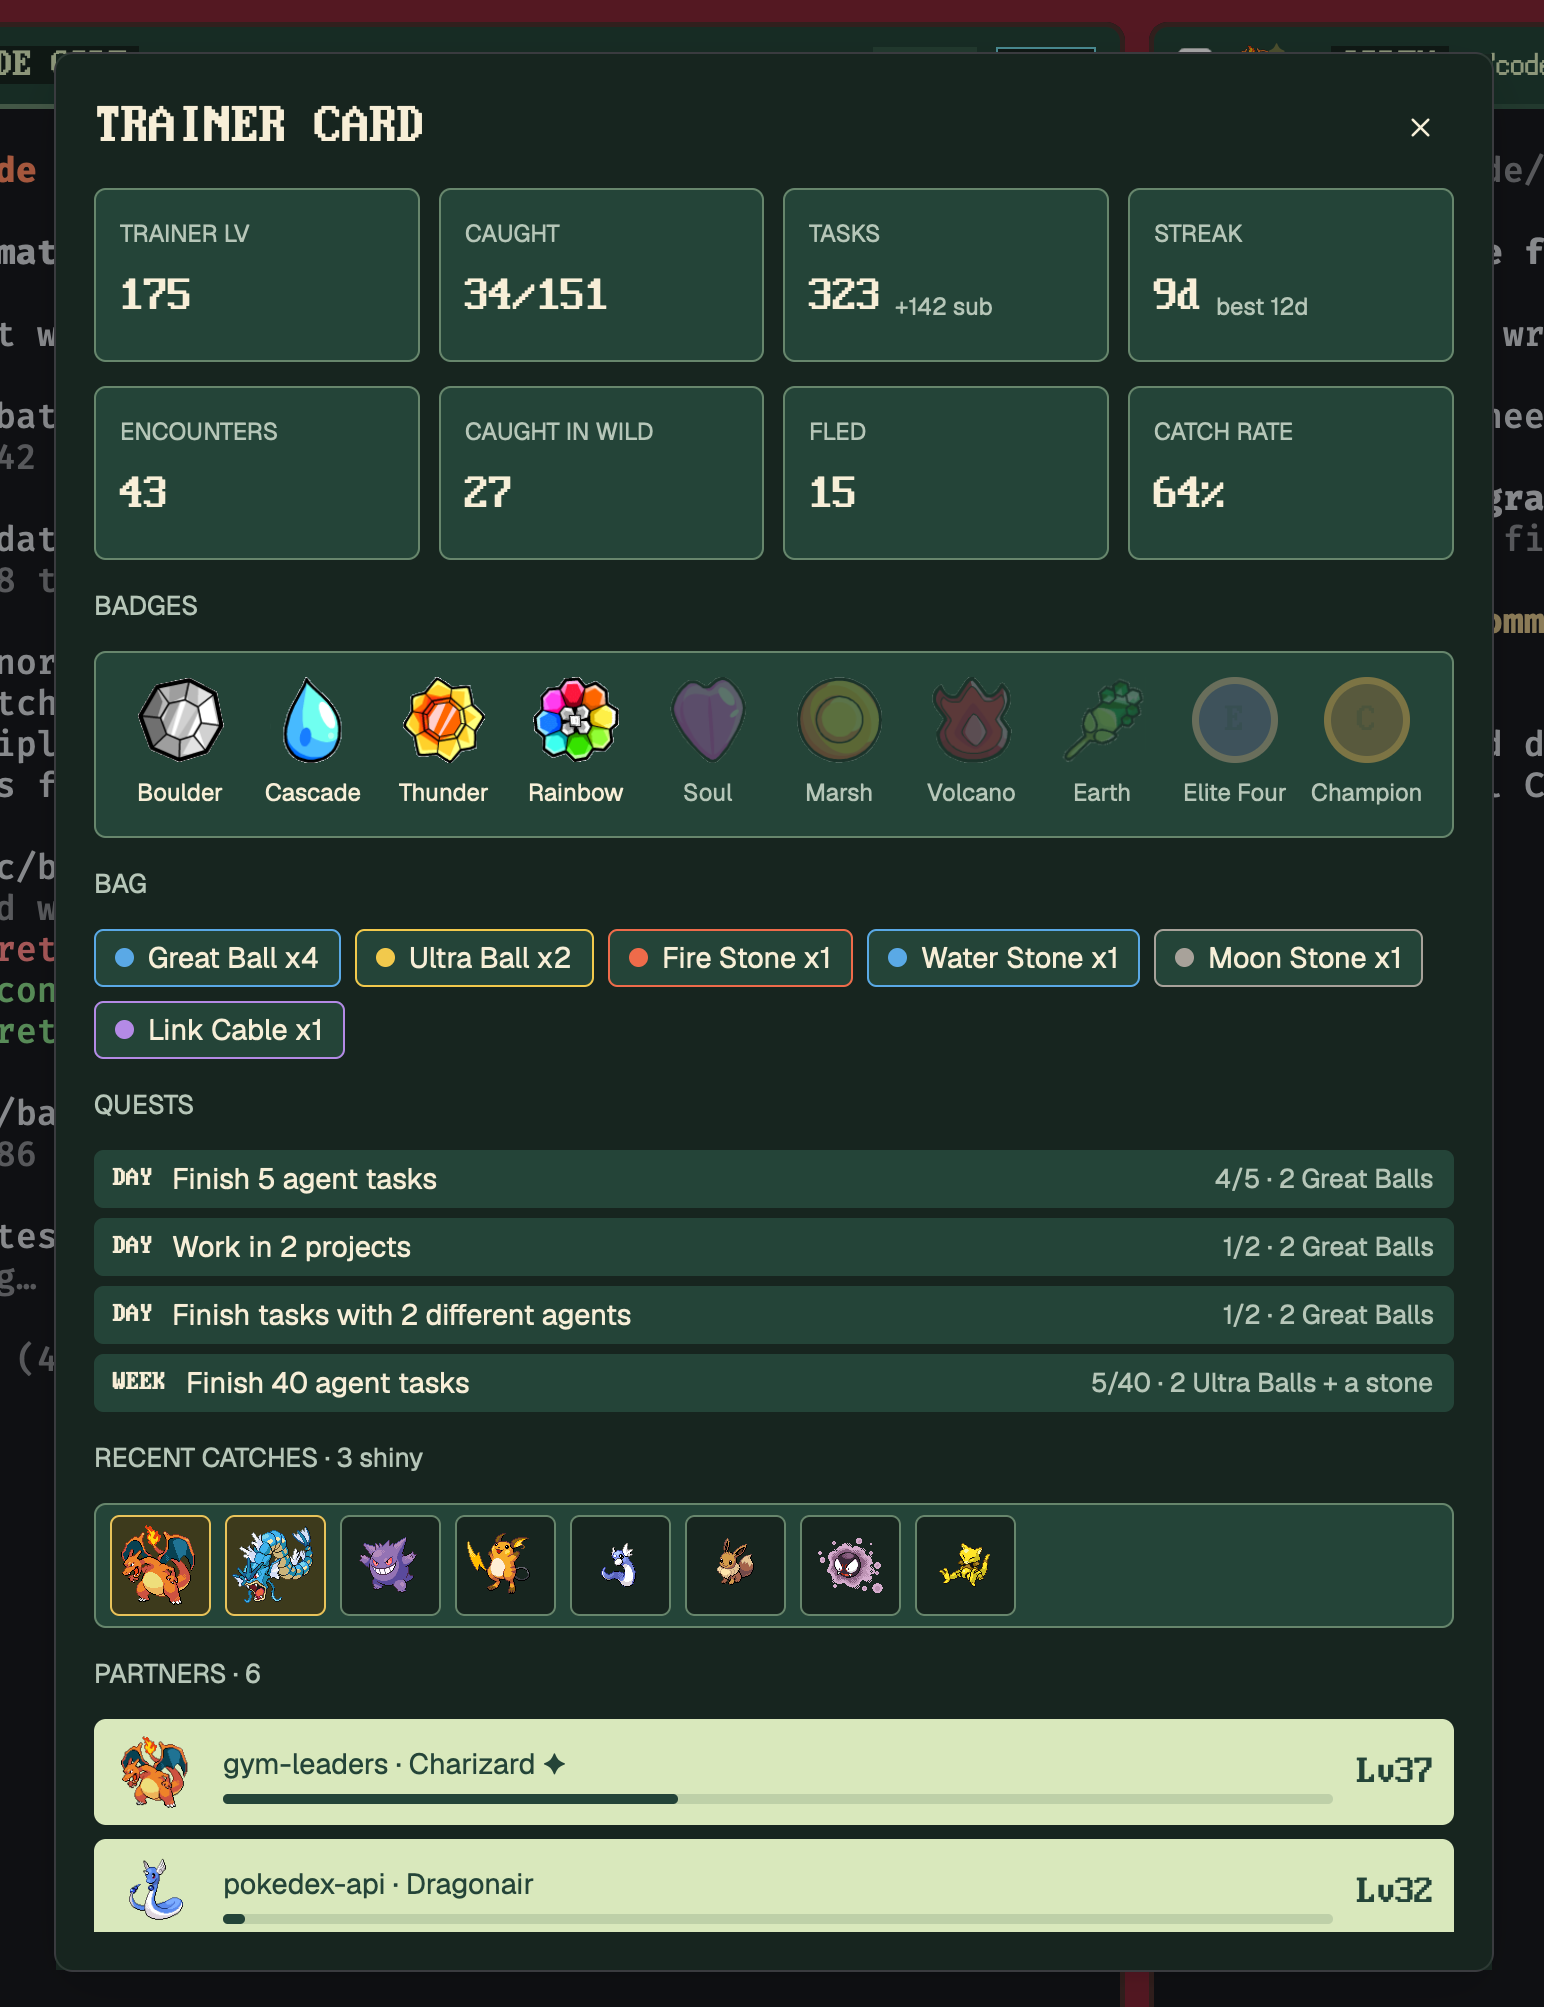 TRAINER CARD
TRAINER LV
175
CAUGHT
34/151
TASKS
323 +142 sub
STREAK
9d best 12d
ENCOUNTERS
43
CAUGHT IN WILD
27
FLED
15
CATCH RATE
64%
BADGES
E
C
Boulder Cascade Thunder Rainbow Soul Marsh Volcano Earth Elite Four Champion
BAG
Great Ball x4
Ultra Ball x2
Fire Stone x1
Water Stone x1
Moon Stone x1
Link Cable x1
QUESTS
DAY Finish 5 agent tasks 4/5 · 2 Great Balls
DAY Work in 2 projects 1/2 · 2 Great Balls
DAY Finish tasks with 2 different agents 1/2 · 2 Great Balls
WEEK Finish 40 agent tasks 5/40 · 2 Ultra Balls + a stone
RECENT CATCHES · 3 shiny
PARTNERS · 6
gym-leaders · Charizard ✦ Lv37
pokedex-api · Dragonair Lv32